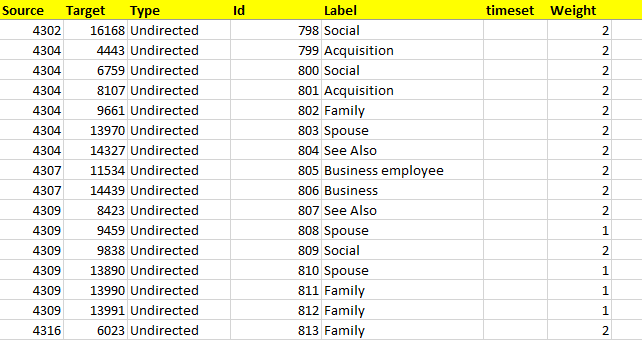 Source Target Type Id Label timeset Weight
4302 16168 Undirected 798 Social 2
4304 4443 Undirected 799 Acquisition 2
4304 6759 Undirected 800 Social 2
4304 8107 Undirected 801 Acquisition 2
4304 9661 Undirected 802 Family 2
4304 13970 Undirected 803 Spouse 2
4304 14327 Undirected 804 See Also 2
4307 11534 Undirected 805 Business employee 2
4307 14439 Undirected 806 Business 2
4309 8423 Undirected 807 See Also 2
4309 9459 Undirected 808 Spouse 1
4309 9838 Undirected 809 Social 2
4309 13890 Undirected 810 Spouse 1
4309 13990 Undirected 811 Family 1
4309 13991 Undirected 812 Family 1
4316 6023 Undirected 813 Family 2